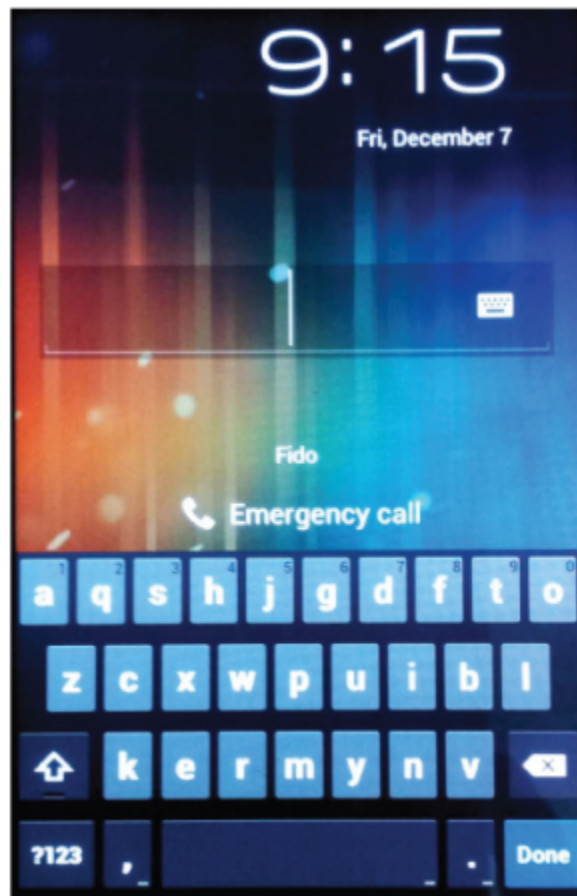 9:15
Fri, December 7
Fido
Emergency call
1 2 3 4 5 6 7 8 9 0
a q s h j g d f t o
z c x w p u i b l
k e r m y n v
?123 , . Done